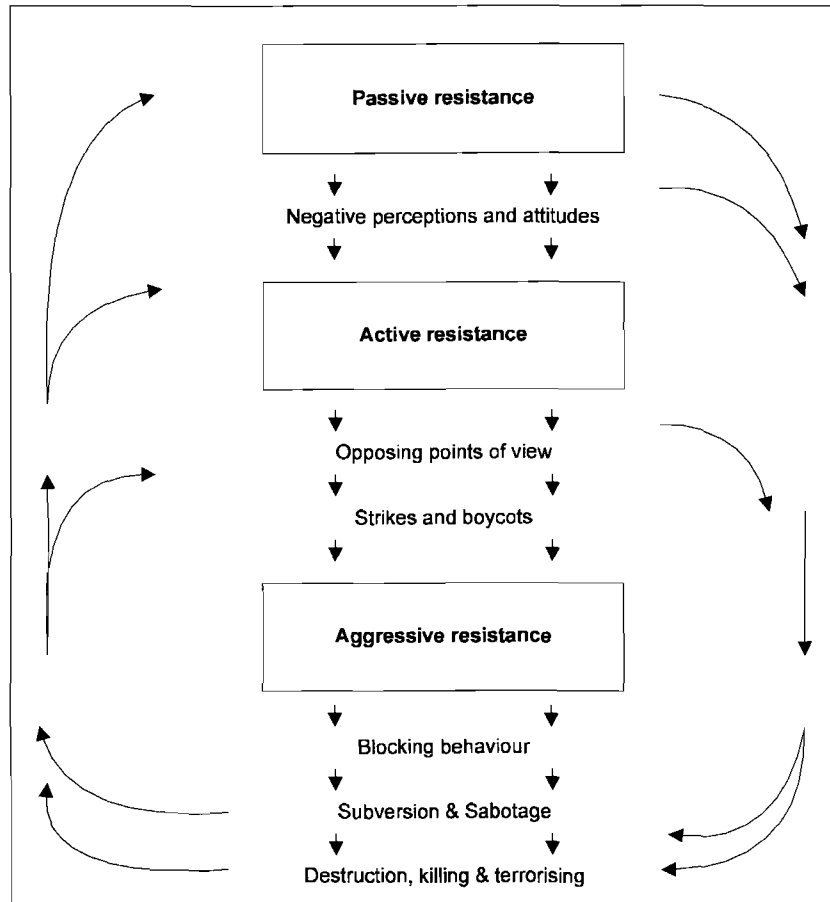 Passive resistance
Negative perceptions and attitudes
Active resistance
Opposing points of view
Strikes and boycots
Aggressive resistance
Blocking behaviour
Subversion & Sabotage
Destruction, killing & terrorising